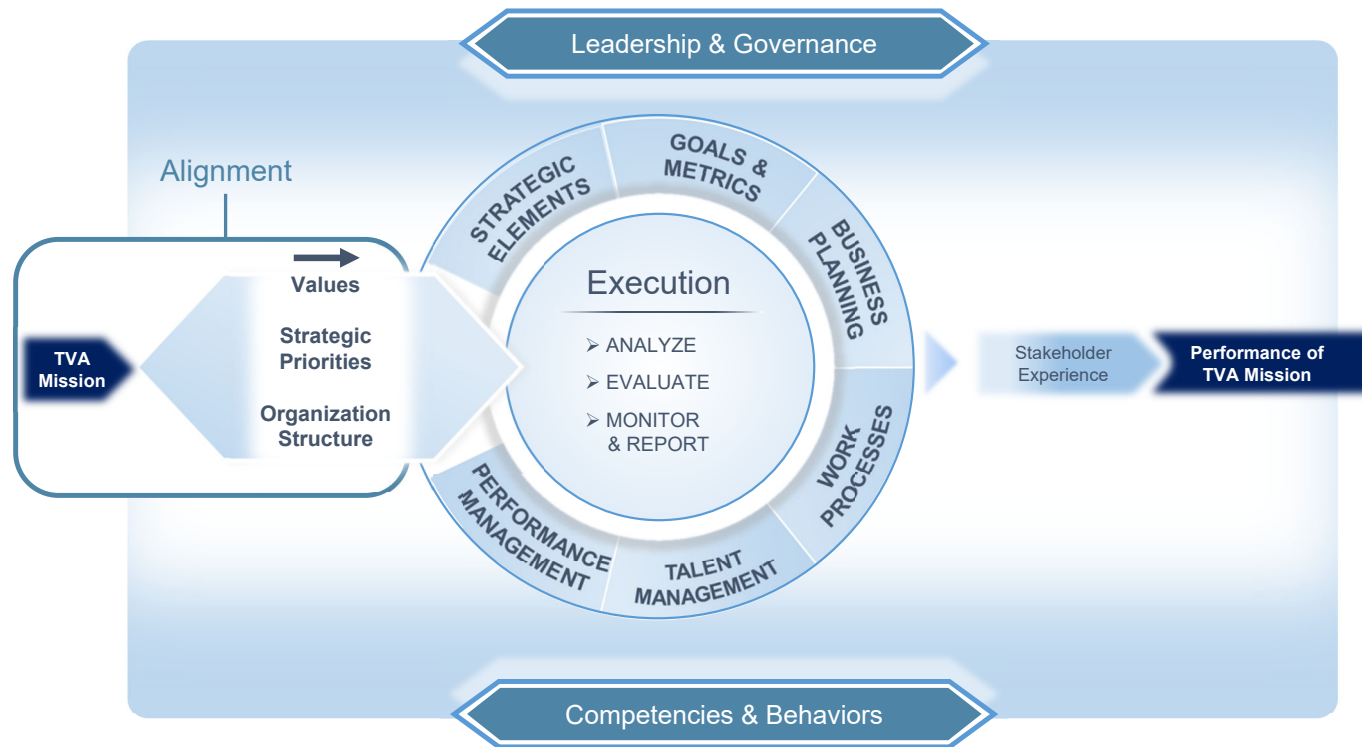 Leadership & Governance
Alignment
TVA
Mission
Values
Strategic
Priorities
Organization
Structure
STRATEGIC
ELEMENTS
GOALS &
METRICS
BUSINESS
PLANNING
WORK
PROCESSES
TALENT
MANAGEMENT
PERFORMANCE
MANAGEMENT
Execution
➢ ANALYZE
➢ EVALUATE
➢ MONITOR
& REPORT
Stakeholder
Experience
Performance of
TVA Mission
Competencies & Behaviors